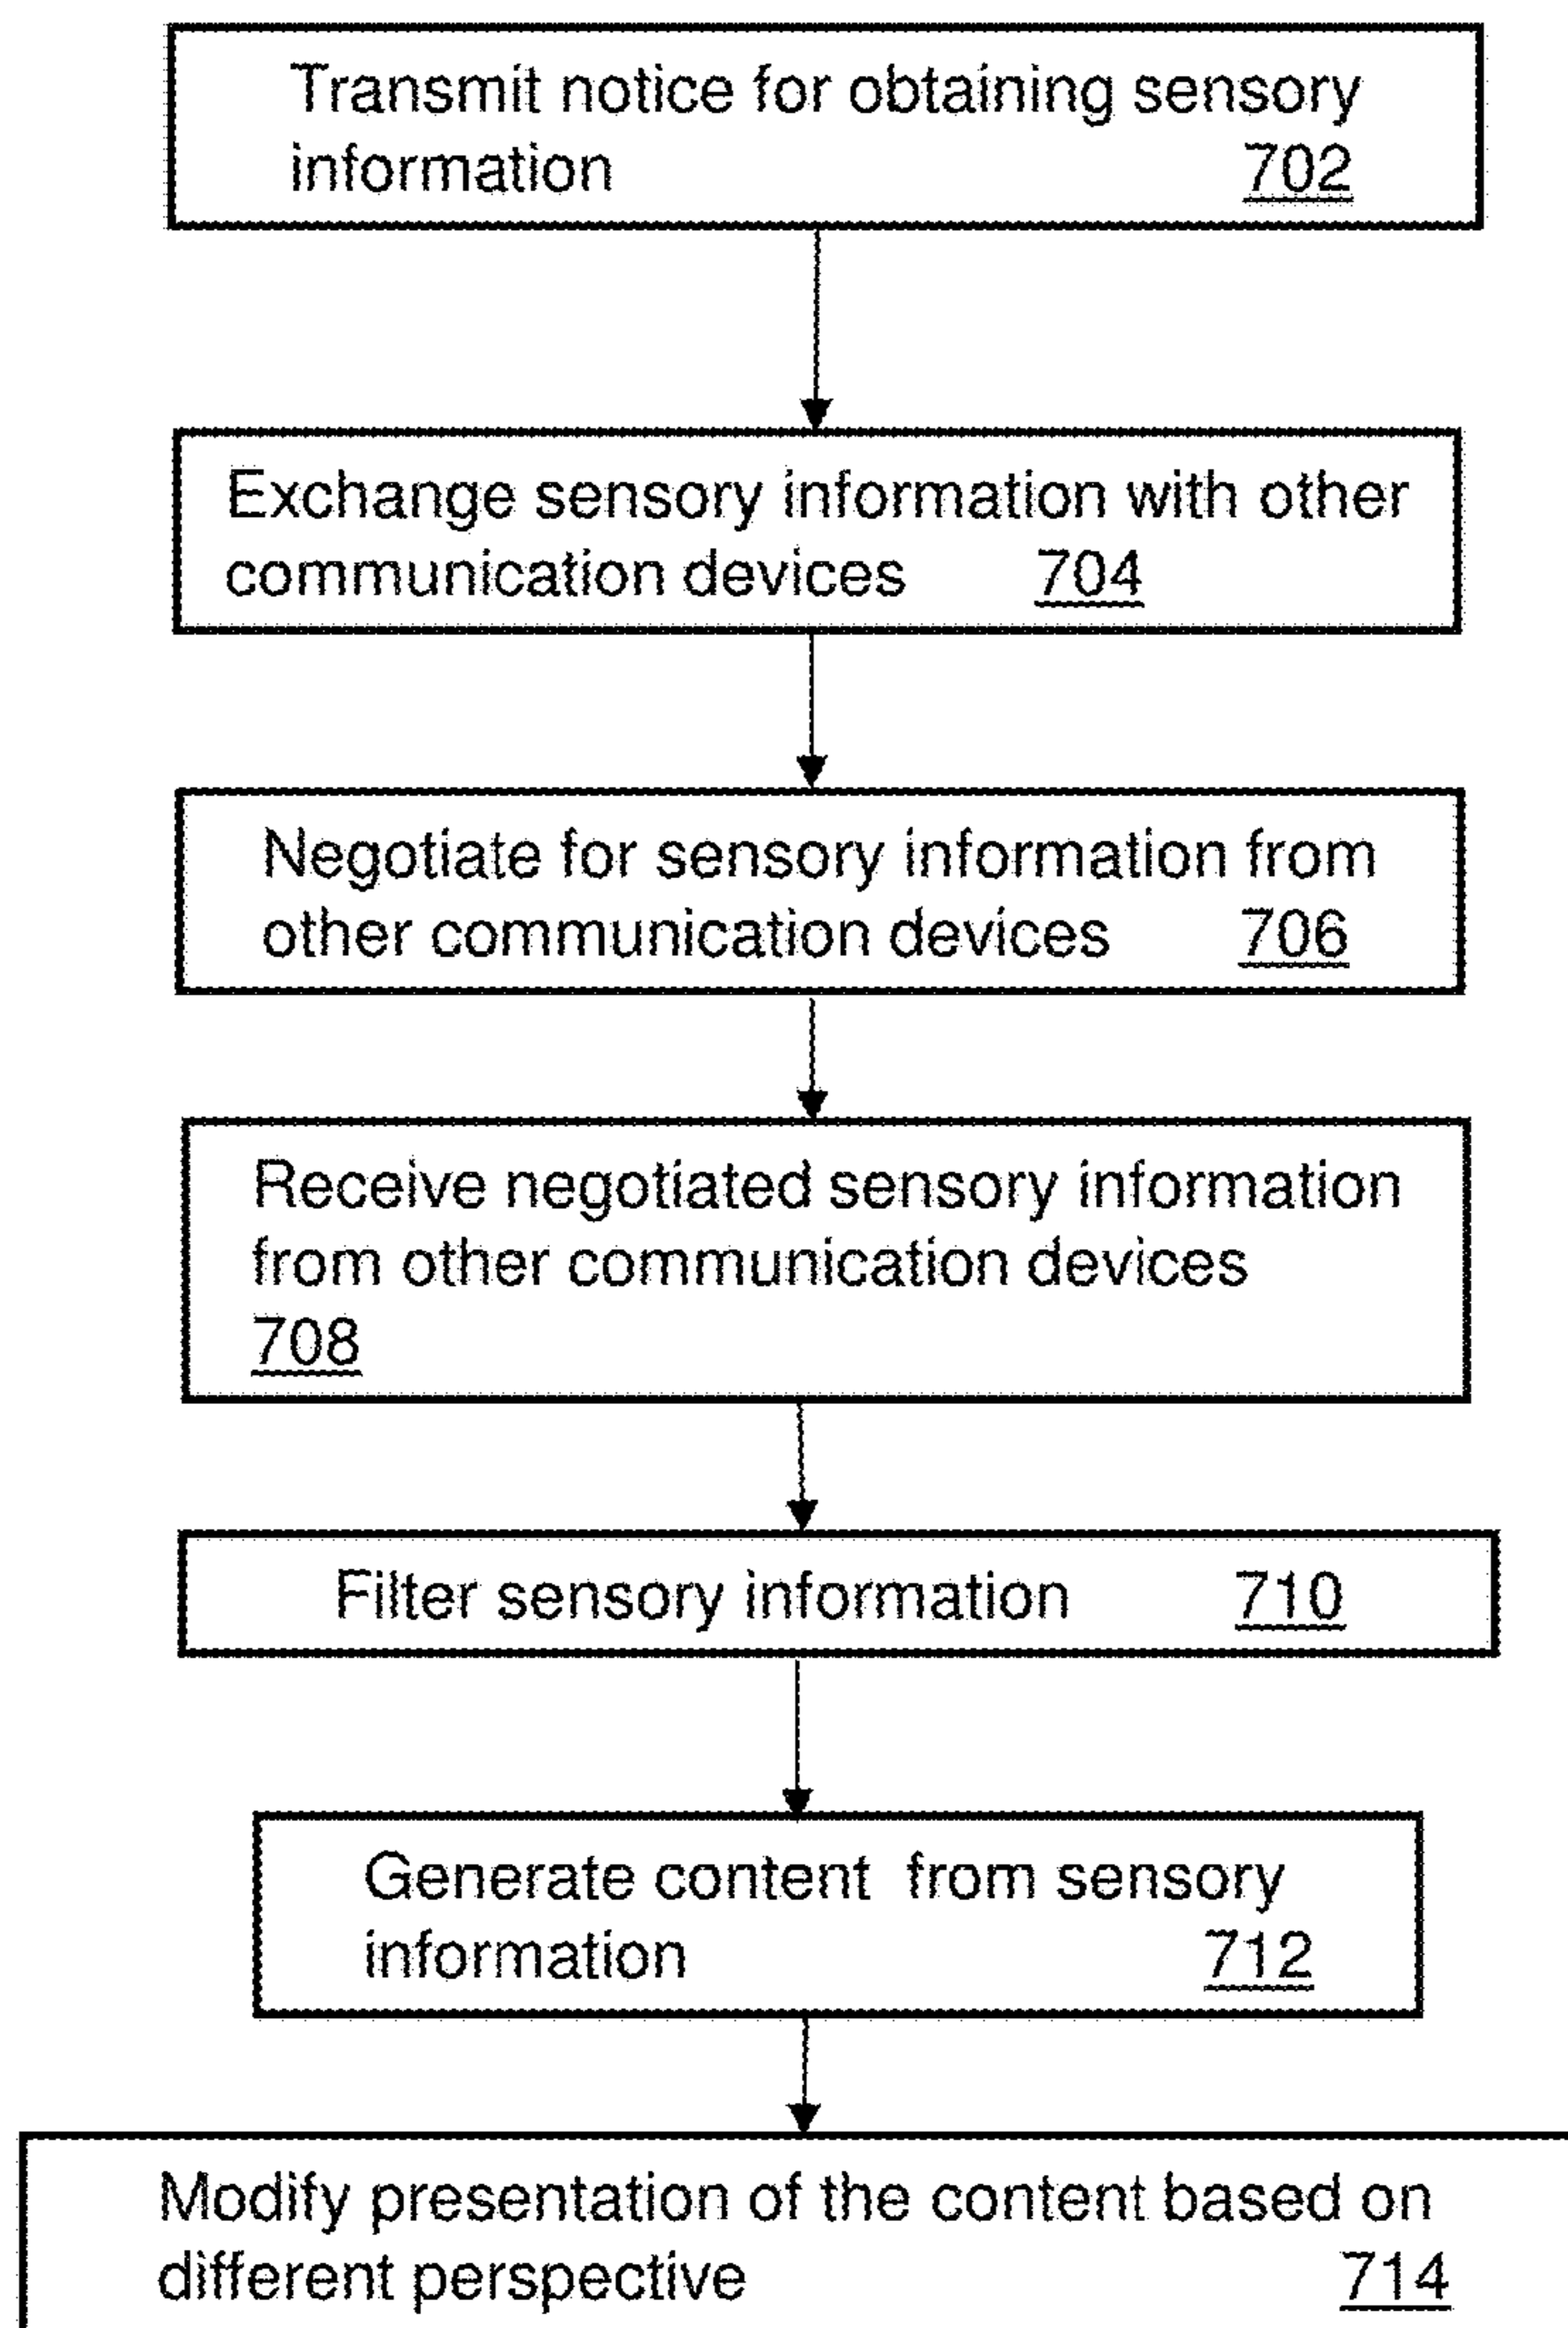 Transmit notice for obtaining sensory
information 702
Exchange sensory information with other
communication devices 704
Negotiate for sensory information from
other communication devices 706
Receive negotiated sensory information
from other communication devices
708
Filter sensory information 710
Generate content from sensory
information 712
Modify presentation of the content based on
different perspective 714